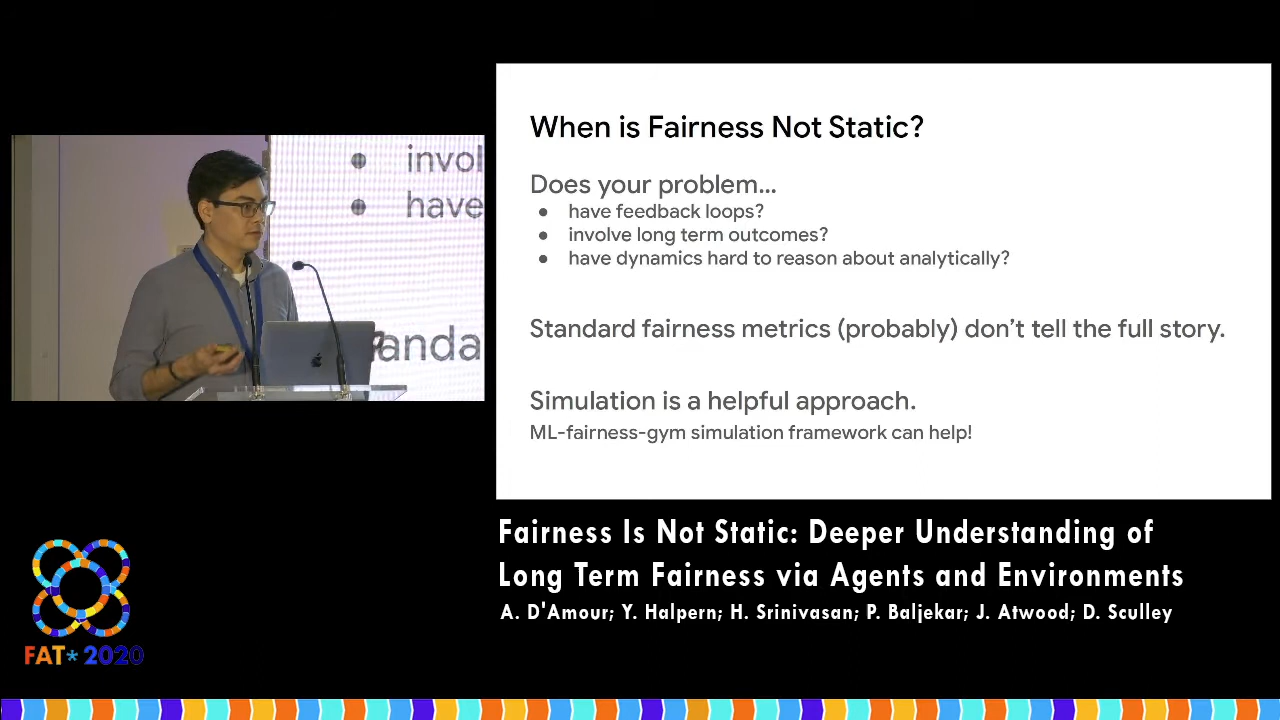 When is Fairness Not Static?
Does your problem...
● have feedback loops?
● involve long term outcomes?
● have dynamics hard to reason about analytically?
Standard fairness metrics (probably) don’t tell the full story.
Simulation is a helpful approach.
ML-fairness-gym simulation framework can help!
● invol
● have
anda
Fairness Is Not Static: Deeper Understanding of
Long Term Fairness via Agents and Environments
A. D'Amour; Y. Halpern; H. Srinivasan; P. Baljekar; J. Atwood; D. Sculley
FAT* 2020